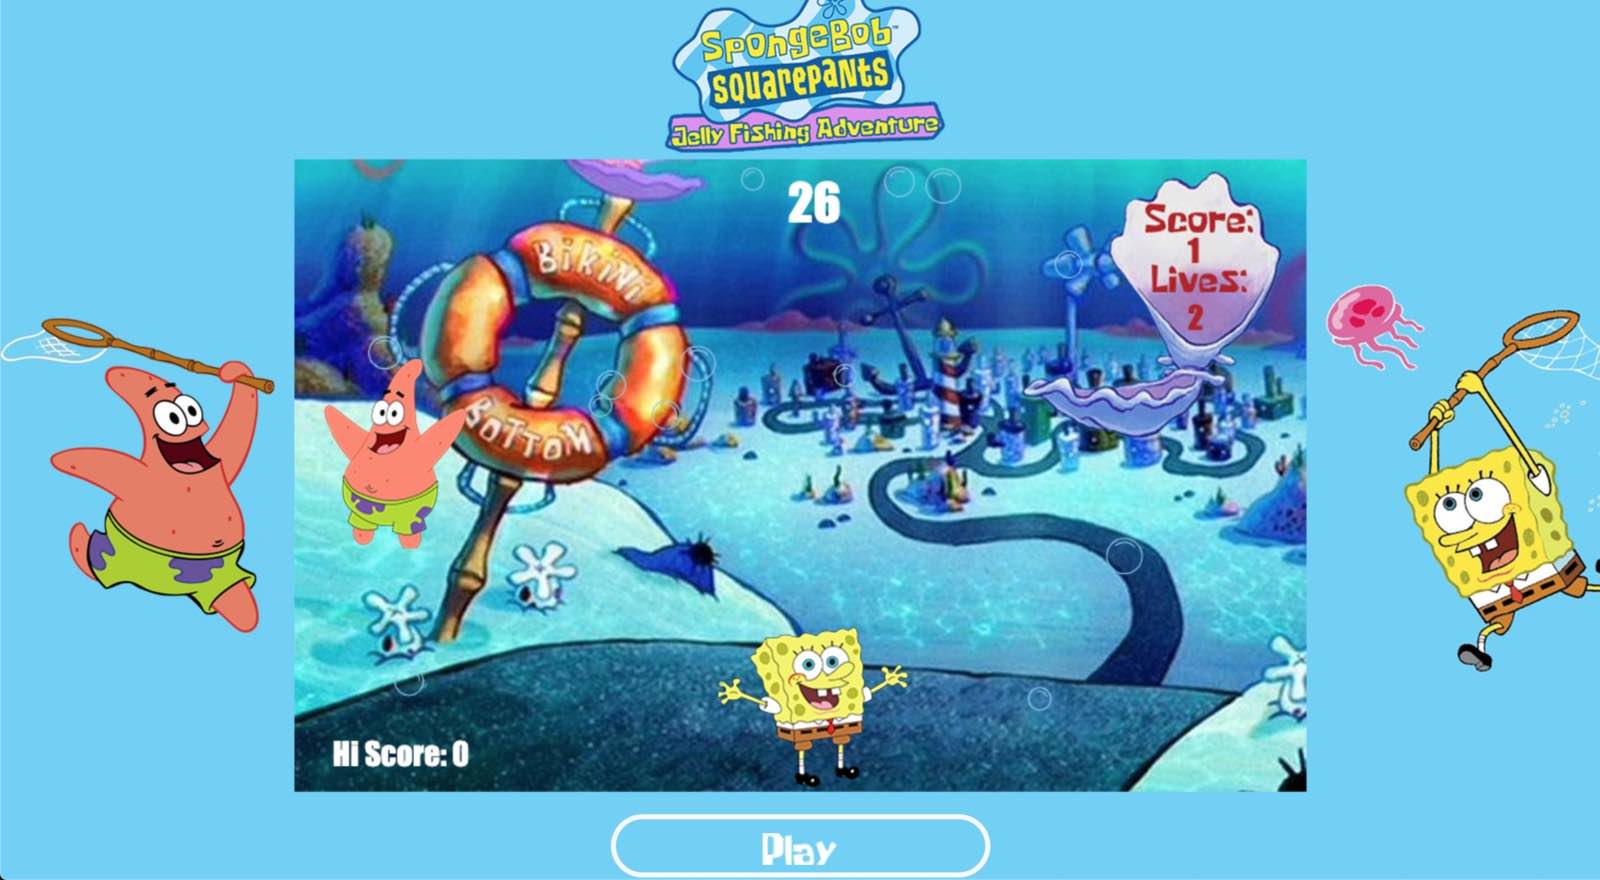 SpongeBob
SquarePants
Jelly Fishing Adventure
26
Score:
1
Lives:
2
BIKINI
BOTTOM
Hi Score: 0
Play